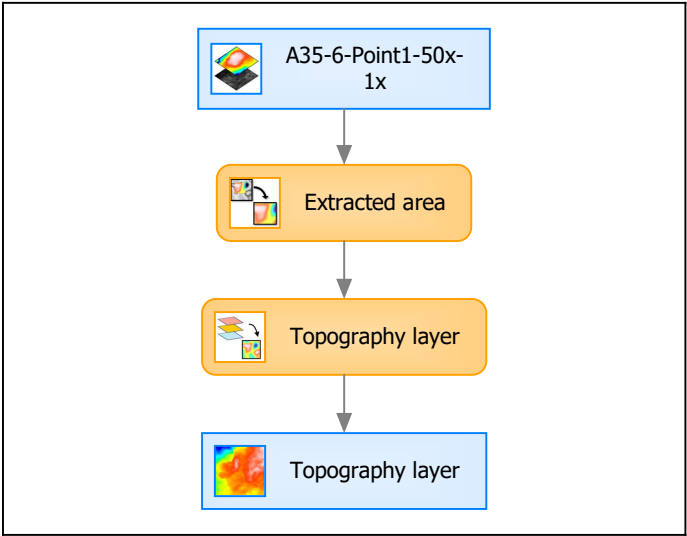 A35-6-Point1-50x-
1x
Extracted area
Topography layer
Topography layer